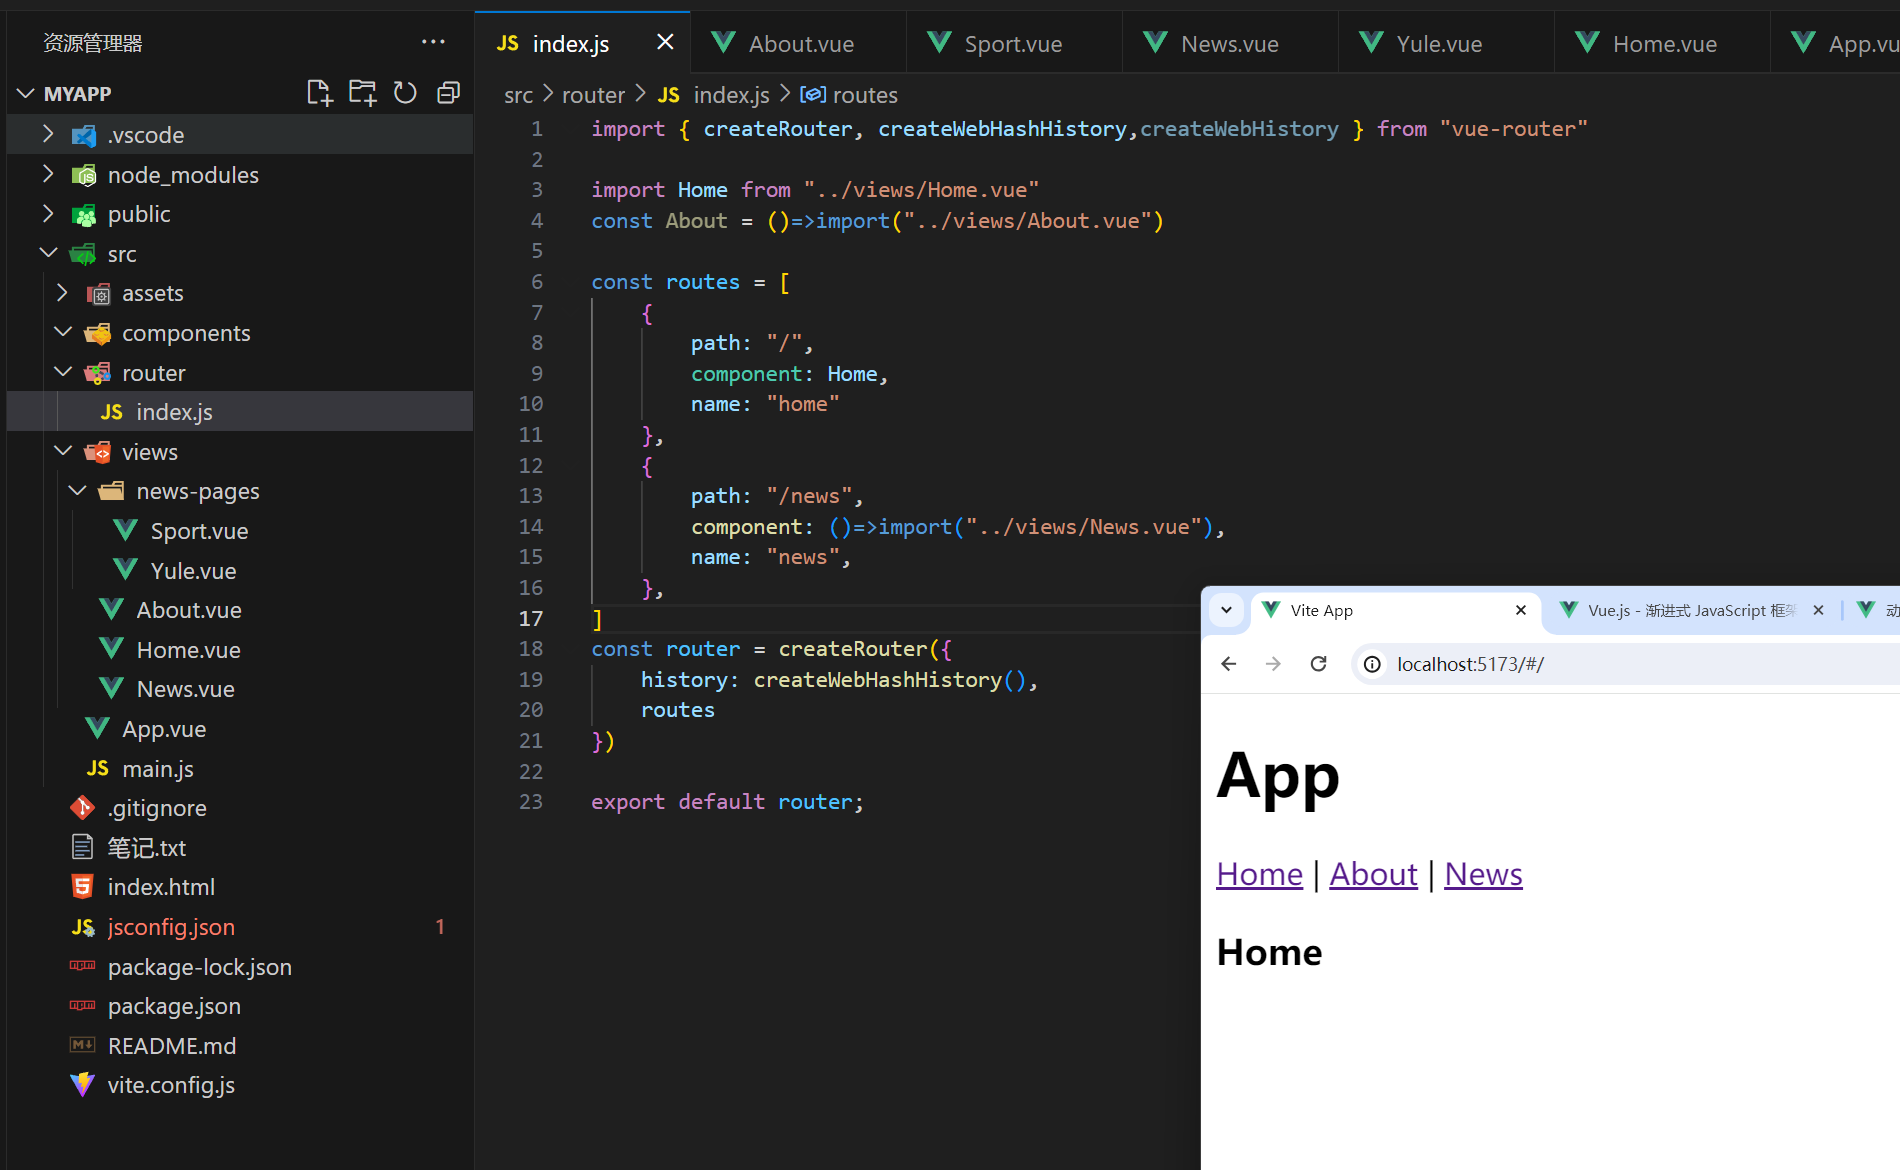 资源管理器 ···
MYAPP
.vscode
node_modules
public
src
assets
components
router
JS index.js
views
news-pages
Sport.vue
Yule.vue
About.vue
Home.vue
News.vue
App.vue
JS main.js
.gitignore
笔记.txt
index.html
JS jsconfig.json 1
package-lock.json
package.json
README.md
vite.config.js
JS index.js About.vue Sport.vue News.vue Yule.vue Home.vue App.vu
src > router > JS index.js > routes
1 import { createRouter, createWebHashHistory,createWebHistory } from "vue-router"
2
3 import Home from "../views/Home.vue"
4 const About = ()=>import("../views/About.vue")
5
6 const routes = [
7 {
8 path: "/",
9 component: Home,
10 name: "home"
11 },
12 {
13 path: "/news",
14 component: ()=>import("../views/News.vue"),
15 name: "news",
16 },
17 ]
18 const router = createRouter({
19 history: createWebHashHistory(),
20 routes
21 })
22
23 export default router;
Vite App Vue.js - 渐进式 JavaScript 框架 动
localhost:5173/#/
App
Home | About | News
Home